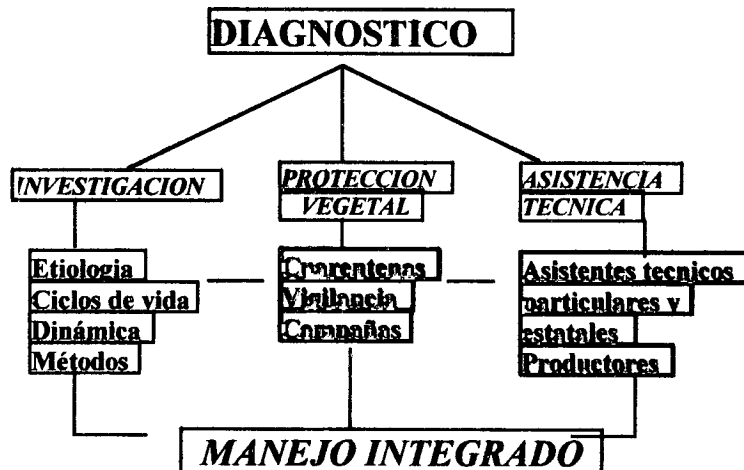 DIAGNOSTICO
INVESTIGACION
PROTECCION
VEGETAL
ASISTENCIA
TECNICA
Etiologia
Ciclos de vida
Dinámica
Métodos
Cuarentenas
Vigilancia
Campañas
Asistentes tecnicos
particulares y
estatales
Productores
MANEJO INTEGRADO